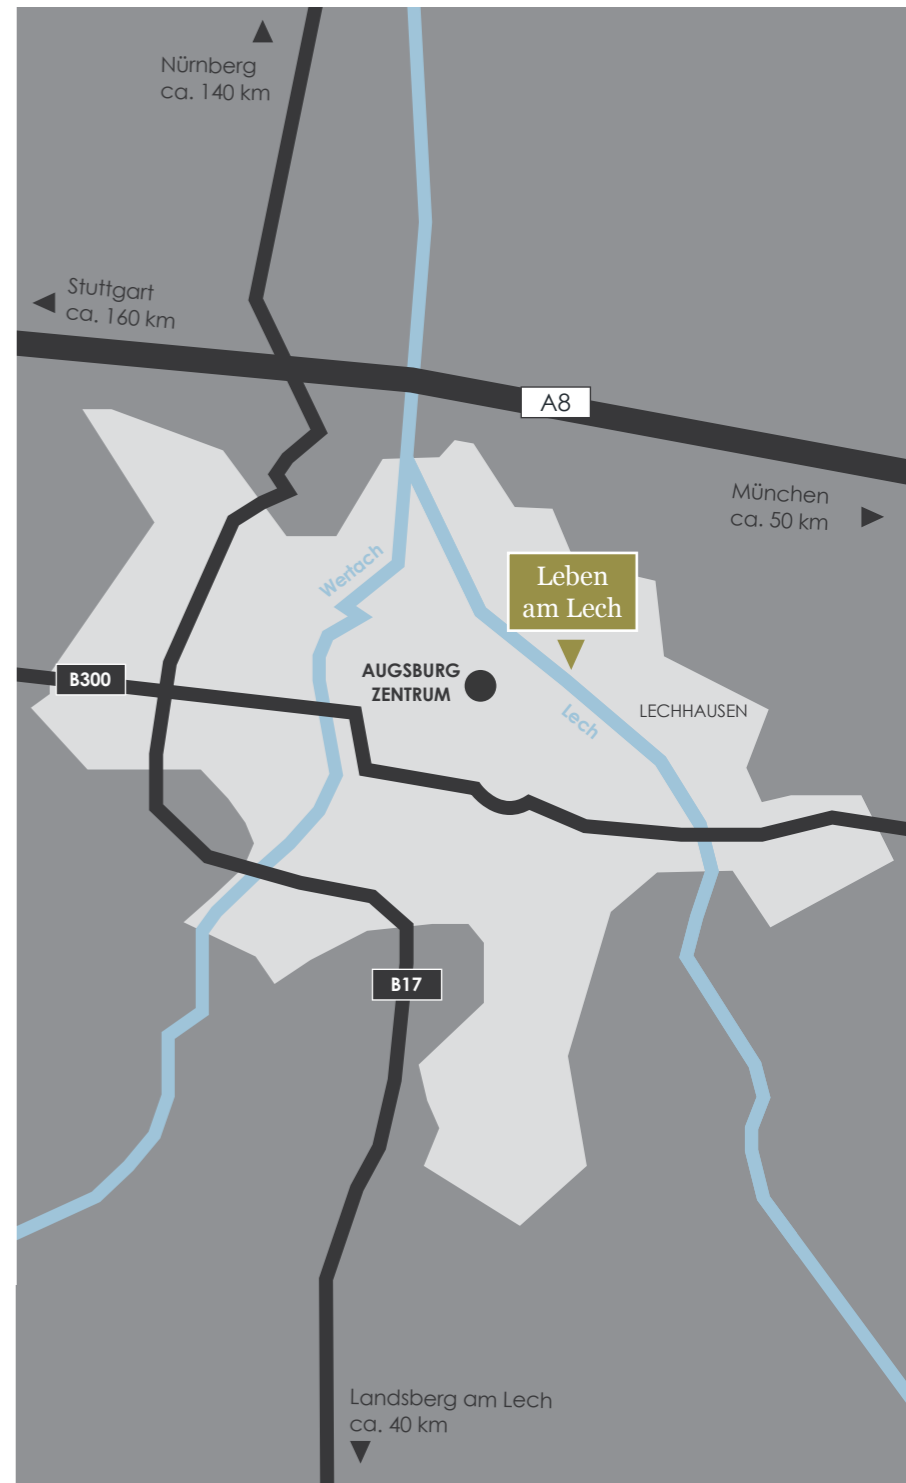 Nürnberg
ca. 140 km
Stuttgart
ca. 160 km
A8
München
ca. 50 km
Wertach
Leben
am Lech
B300
AUGSBURG
ZENTRUM
Lech
LECHHAUSEN
B17
Landsberg am Lech
ca. 40 km